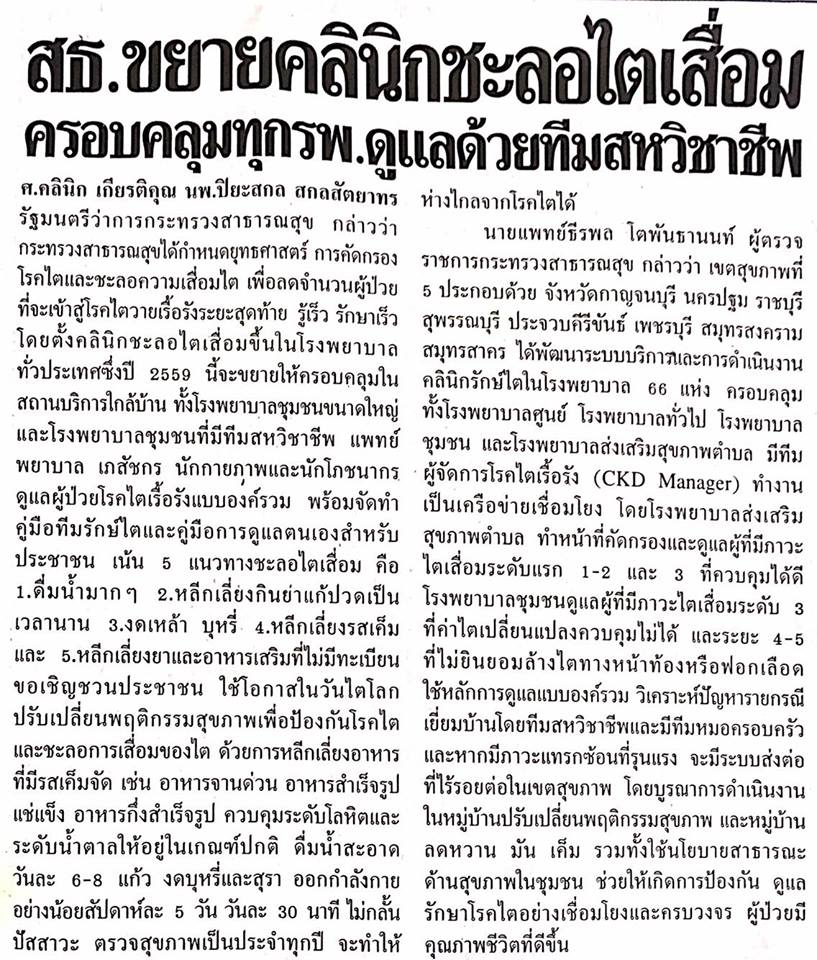 สธ.ขยายคลินิกชะลอไตเสื่อม
ครอบคลุมทุกรพ.ดูแลด้วยทีมสหวิชาชีพ
ศ.คลินิก เกียรติคุณ นพ.ปิยะสกล สกลสัตยาทร
รัฐมนตรีว่าการกระทรวงสาธารณสุข กล่าวว่า
กระทรวงสาธารณสุขได้กำหนดยุทธศาสตร์ การคัดกรอง
โรคไตและชะลอความเสื่อมไต เพื่อลดจำนวนผู้ป่วย
ที่จะเข้าสู่โรคไตวายเรื้อรังระยะสุดท้าย รู้เร็ว รักษาเร็ว
โดยตั้งคลินิกชะลอไตเสื่อมขึ้นในโรงพยาบาล
ทั่วประเทศซึ่งปี 2559 นี้จะขยายให้ครอบคลุมใน
สถานบริการใกล้บ้าน ทั้งโรงพยาบาลชุมชนขนาดใหญ่
และโรงพยาบาลชุมชนที่มีทีมสหวิชาชีพ แพทย์
พยาบาล เภสัชกร นักกายภาพและนักโภชนากร
ดูแลผู้ป่วยโรคไตเรื้อรังแบบองค์รวม พร้อมจัดทำ
คู่มือทีมรักษ์ไตและคู่มือการดูแลตนเองสำหรับ
ประชาชน เน้น 5 แนวทางชะลอไตเสื่อม คือ
1.ดื่มน้ำมากๆ 2.หลีกเลี่ยงกินยาแก้ปวดเป็น
เวลานาน 3.งดเหล้า บุหรี่ 4.หลีกเลี่ยงรสเค็ม
และ 5.หลีกเลี่ยงยาและอาหารเสริมที่ไม่มีทะเบียน
ขอเชิญชวนประชาชน ใช้โอกาสในวันไตโลก
ปรับเปลี่ยนพฤติกรรมสุขภาพเพื่อป้องกันโรคไต
และชะลอการเสื่อมของไต ด้วยการหลีกเลี่ยงอาหาร
ที่มีรสเค็มจัด เช่น อาหารจานด่วน อาหารสำเร็จรูป
แช่แข็ง อาหารกึ่งสำเร็จรูป ควบคุมระดับโลหิตและ
ระดับน้ำตาลให้อยู่ในเกณฑ์ปกติ ดื่มน้ำสะอาด
วันละ 6-8 แก้ว งดบุหรี่และสุรา ออกกำลังกาย
อย่างน้อยสัปดาห์ละ 5 วัน วันละ 30 นาที ไม่กลั้น
ปัสสาวะ ตรวจสุขภาพเป็นประจำทุกปี จะทำให้
ห่างไกลจากโรคไตได้
นายแพทย์ธีรพล โตพันธานนท์ ผู้ตรวจ
ราชการกระทรวงสาธารณสุข กล่าวว่า เขตสุขภาพที่
5 ประกอบด้วย จังหวัดกาญจนบุรี นครปฐม ราชบุรี
สุพรรณบุรี ประจวบคีรีขันธ์ เพชรบุรี สมุทรสงคราม
สมุทรสาคร ได้พัฒนาระบบบริการและการดำเนินงาน
คลินิกรักษ์ไตในโรงพยาบาล 66 แห่ง ครอบคลุม
ทั้งโรงพยาบาลศูนย์ โรงพยาบาลทั่วไป โรงพยาบาล
ชุมชน และโรงพยาบาลส่งเสริมสุขภาพตำบล มีทีม
ผู้จัดการโรคไตเรื้อรัง (CKD Manager) ทำงาน
เป็นเครือข่ายเชื่อมโยง โดยโรงพยาบาลส่งเสริม
สุขภาพตำบล ทำหน้าที่คัดกรองและดูแลผู้ที่มีภาวะ
ไตเสื่อมระดับแรก 1-2 และ 3 ที่ควบคุมได้ดี
โรงพยาบาลชุมชนดูแลผู้ที่มีภาวะไตเสื่อมระดับ 3
ที่ค่าไตเปลี่ยนแปลงควบคุมไม่ได้ และระยะ 4-5
ที่ไม่ยินยอมล้างไตทางหน้าท้องหรือฟอกเลือด
ใช้หลักการดูแลแบบองค์รวม วิเคราะห์ปัญหารายกรณี
เยี่ยมบ้านโดยทีมสหวิชาชีพและมีทีมหมอครอบครัว
และหากมีภาวะแทรกซ้อนที่รุนแรง จะมีระบบส่งต่อ
ที่ไร้รอยต่อในเขตสุขภาพ โดยบูรณาการดำเนินงาน
ในหมู่บ้านปรับเปลี่ยนพฤติกรรมสุขภาพ และหมู่บ้าน
ลดหวาน มัน เค็ม รวมทั้งใช้นโยบายสาธารณะ
ด้านสุขภาพในชุมชน ช่วยให้เกิดการป้องกัน ดูแล
รักษาโรคไตอย่างเชื่อมโยงและครบวงจร ผู้ป่วยมี
คุณภาพชีวิตที่ดีขึ้น